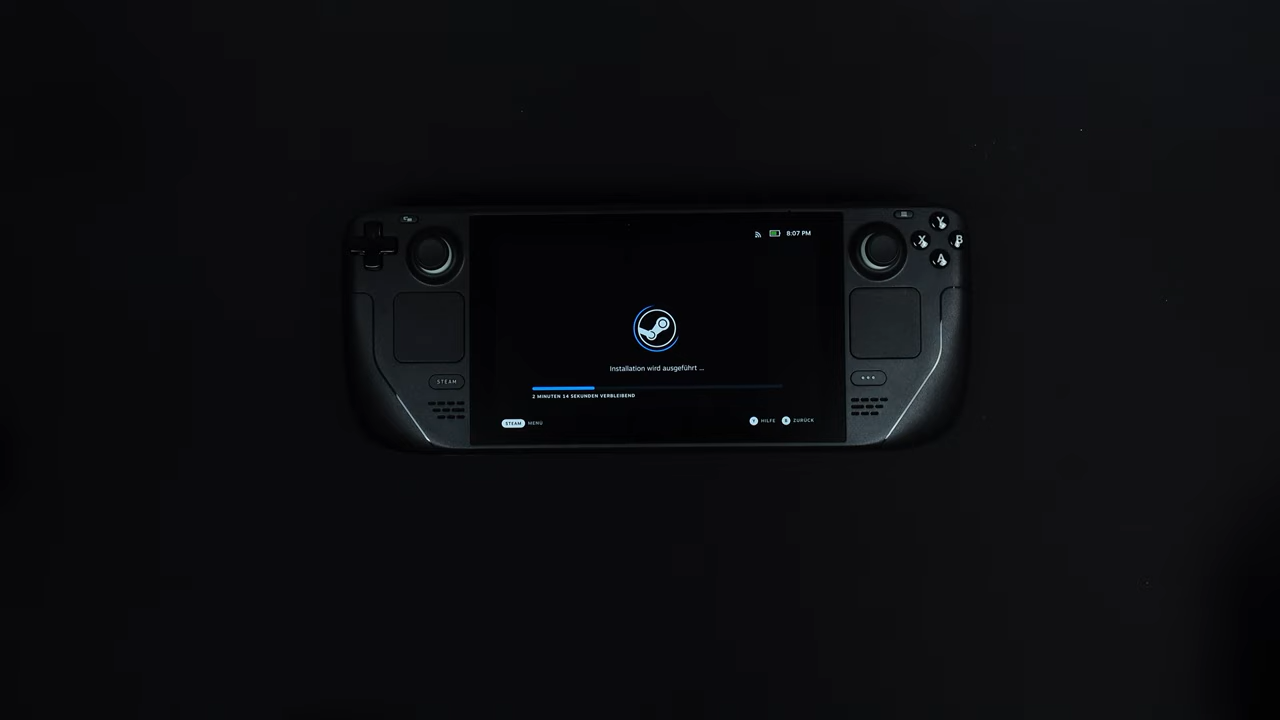 8:07 PM
Y
X
B
A
Installation wird ausgeführt ...
STEAM
2 MINUTEN 14 SEKUNDEN VERBLEIBEND
STEAM MENÜ
Y HILFE B ZURÜCK